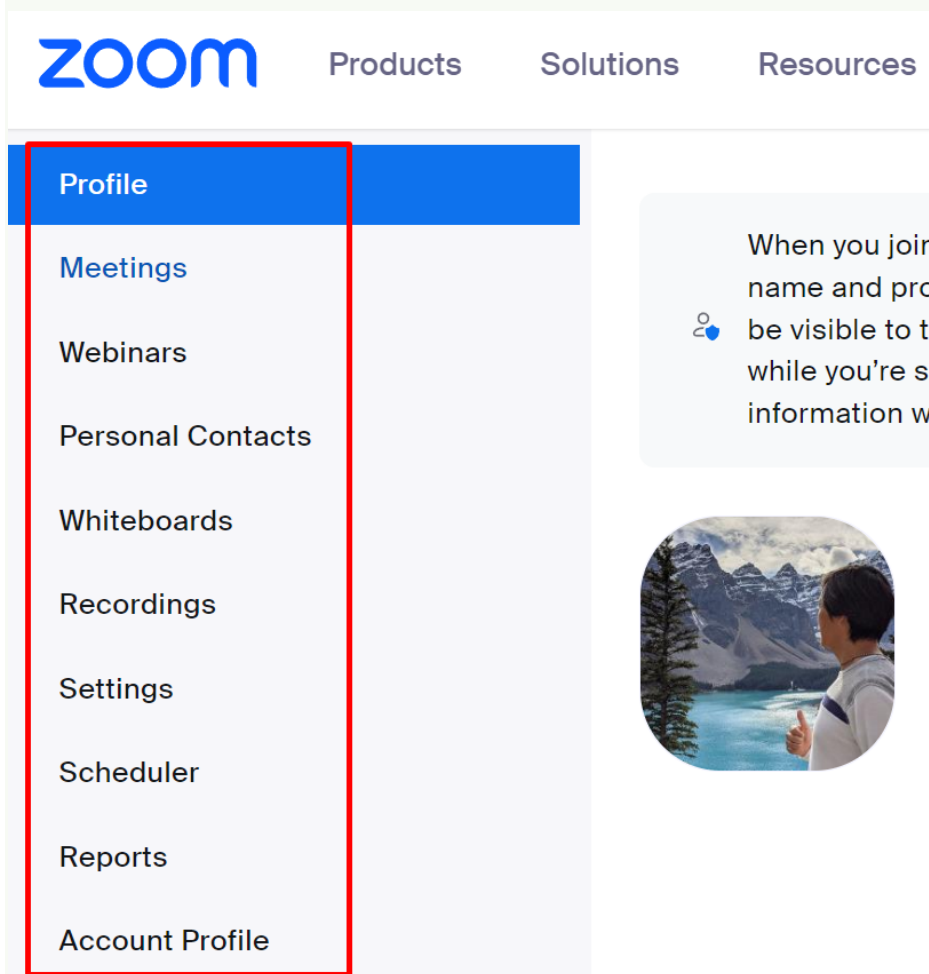 zoom Products Solutions Resources
Profile
Meetings
Webinars
Personal Contacts
Whiteboards
Recordings
Settings
Scheduler
Reports
Account Profile
When you join
name and pro
be visible to t
while you're s
information w